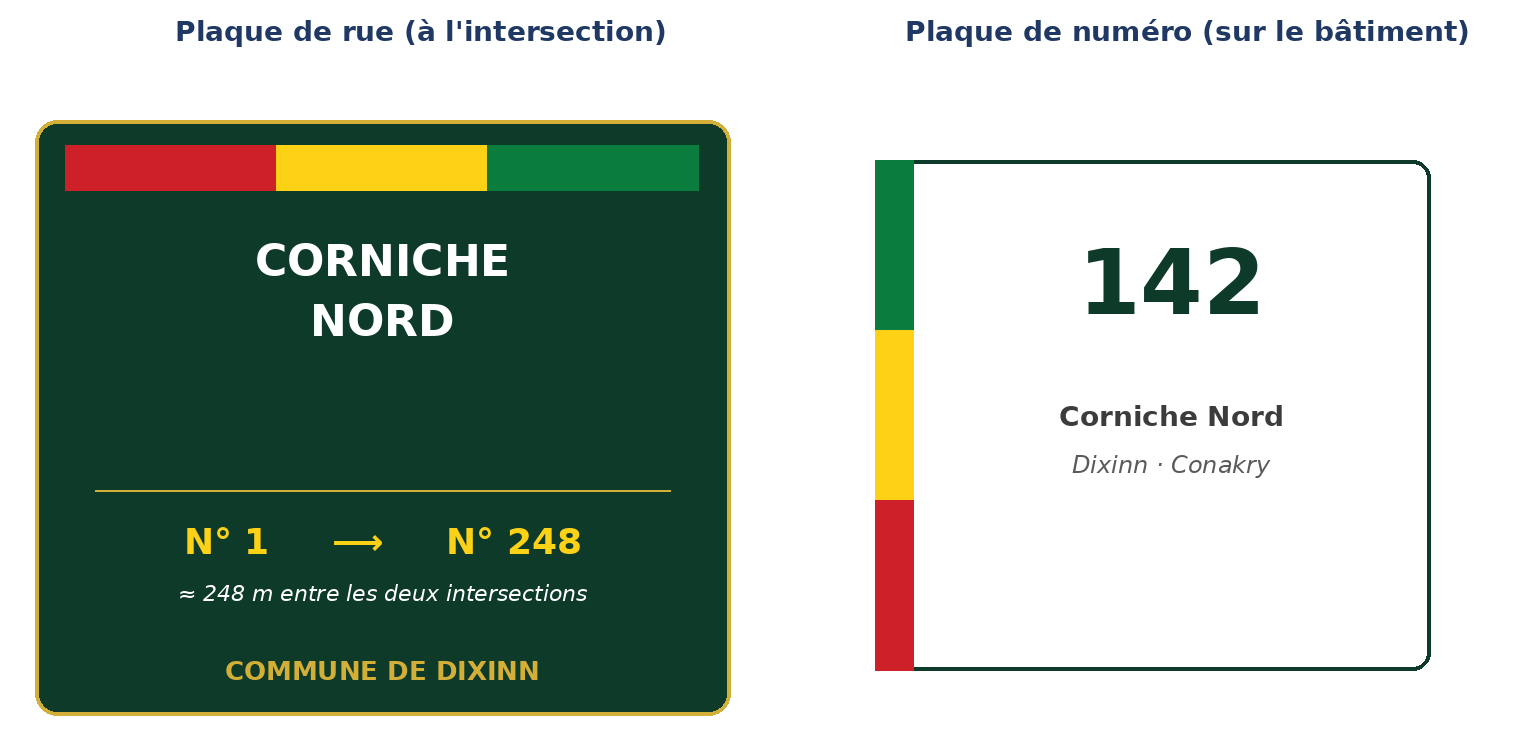 Plaque de rue (à l'intersection)
CORNICHE
NORD
N° 1 ⟶ N° 248
≈ 248 m entre les deux intersections
COMMUNE DE DIXINN
Plaque de numéro (sur le bâtiment)
142
Corniche Nord
Dixinn · Conakry